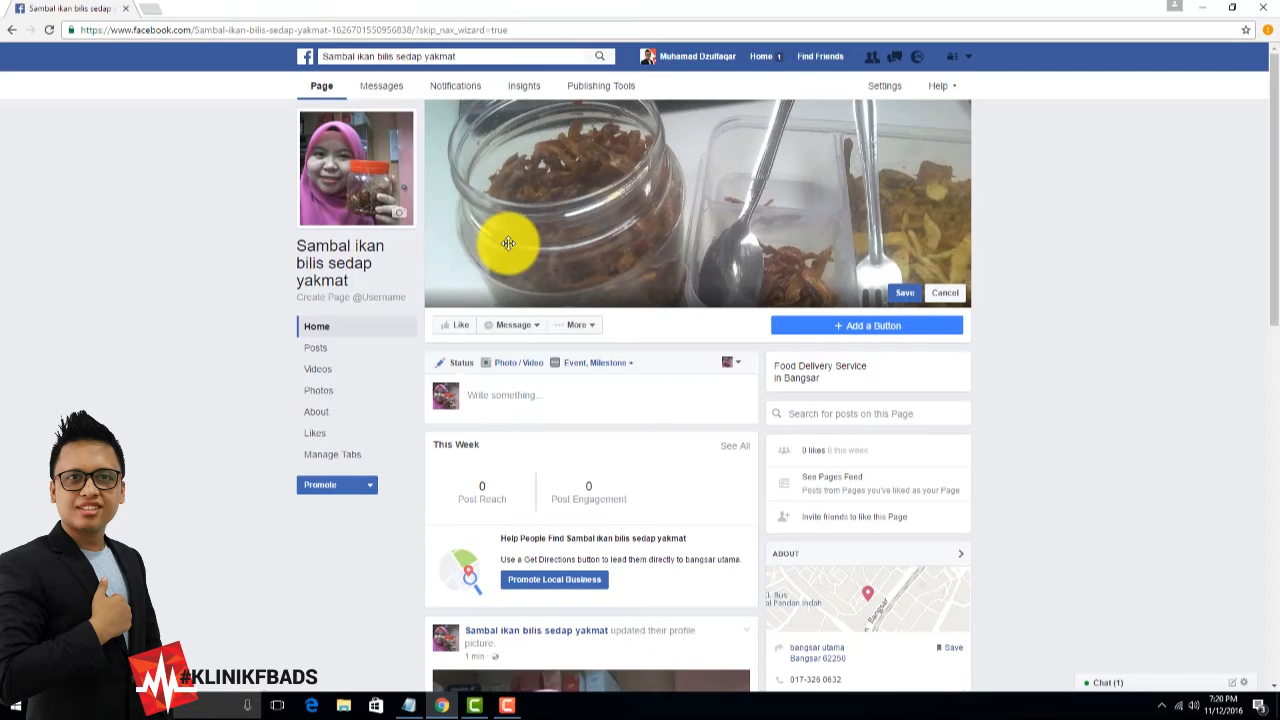 Sambal ikan bilis sedap yakmat
https://www.facebook.com/Sambal-ikan-bilis-sedap-yakmat-1626701550956838/?skip_nax_wizard=true
Sambal ikan bilis sedap yakmat
Muhamad Dzulfaqar
Home 1
Find Friends
Page
Messages
Notifications
Insights
Publishing Tools
Settings
Help
Sambal ikan
bilis sedap
yakmat
Create Page @Username
Save
Cancel
Like
Message
More
+ Add a Button
Home
Posts
Videos
Photos
About
Likes
Manage Tabs
Promote
Status
Photo / Video
Event, Milestone +
Write something...
Food Delivery Service
in Bangsar
Search for posts on this Page
This Week
See All
0
Post Reach
0
Post Engagement
0 likes 0 this week
See Pages Feed
Posts from Pages you've liked as your Page
Invite friends to like this Page
Help People Find Sambal ikan bilis sedap yakmat
Use a Get Directions button to lead them directly to bangsar utama.
Promote Local Business
ABOUT
Bus
Pandan Indah
Bangsar
bangsar utama
Bangsar 62250
Save
017-326 0632
Sambal ikan bilis sedap yakmat updated their profile
picture.
1 min
Chat (1)
#KLINIKFBADS
7:20 PM
11/12/2016
3